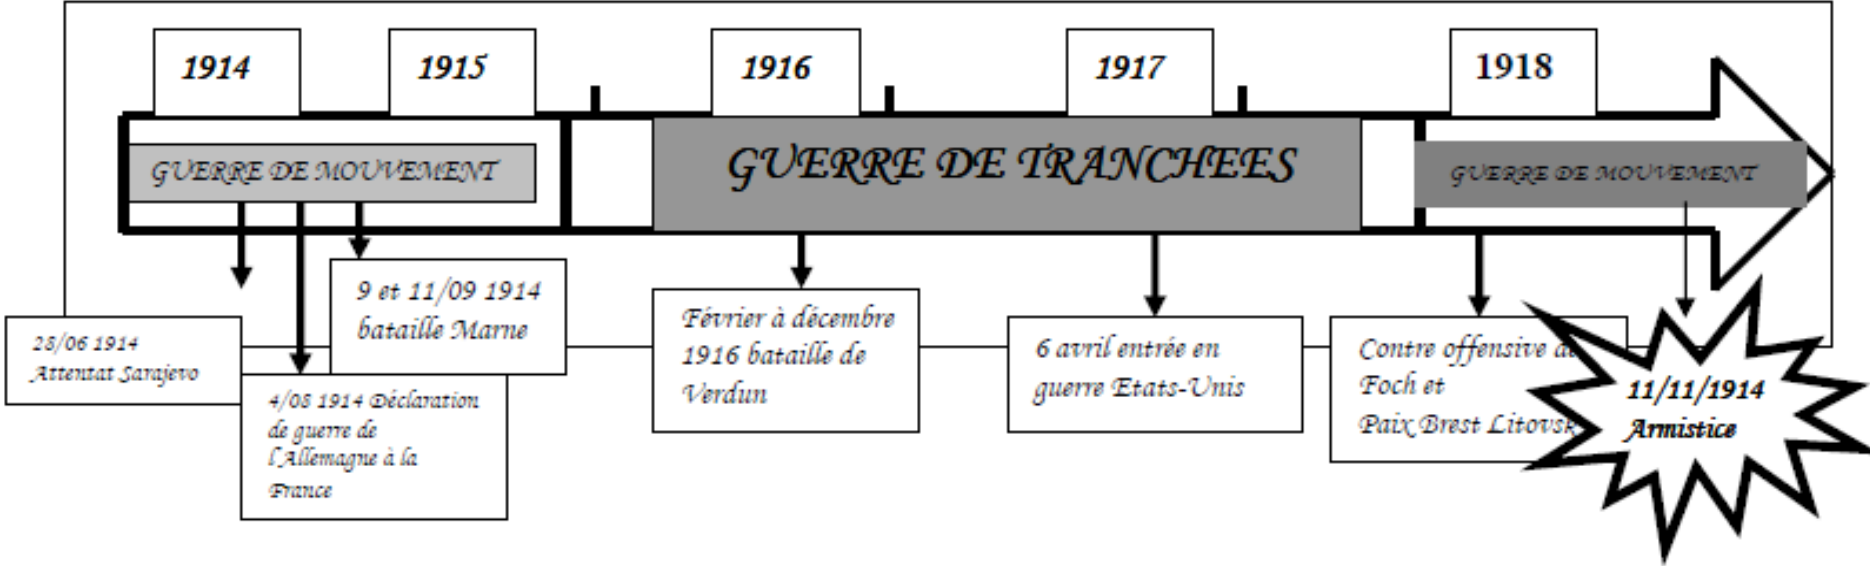 1914
1915
1916
1917
1918
GUERRE DE MOUVEMENT
GUERRE DE TRANCHEES
GUERRE DE MOUVEMENT
28/06 1914
Attentat Sarajevo
4/08 1914 Déclaration
de guerre de
l'Allemagne à la
France
9 et 11/09 1914
bataille Marne
Février à décembre
1916 bataille de
Verdun
6 avril entrée en
guerre Etats-Unis
Contre offensive de
Foch et
Paix Brest Litovsk
11/11/1914
Armistice